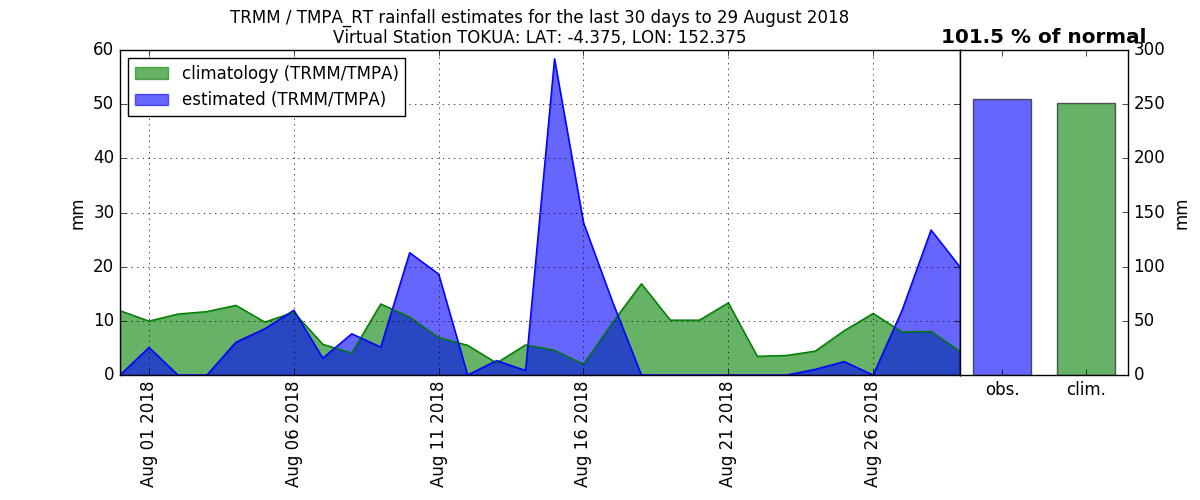 TRMM / TMPA_RT rainfall estimates for the last 30 days to 29 August 2018
Virtual Station TOKUA: LAT: -4.375, LON: 152.375
101.5 % of normal
climatology (TRMM/TMPA)
estimated (TRMM/TMPA)
mm
60
50
40
30
20
10
0
Aug 01 2018
Aug 06 2018
Aug 11 2018
Aug 16 2018
Aug 21 2018
Aug 26 2018
obs.
clim.
300
250
200
150
100
50
0
mm